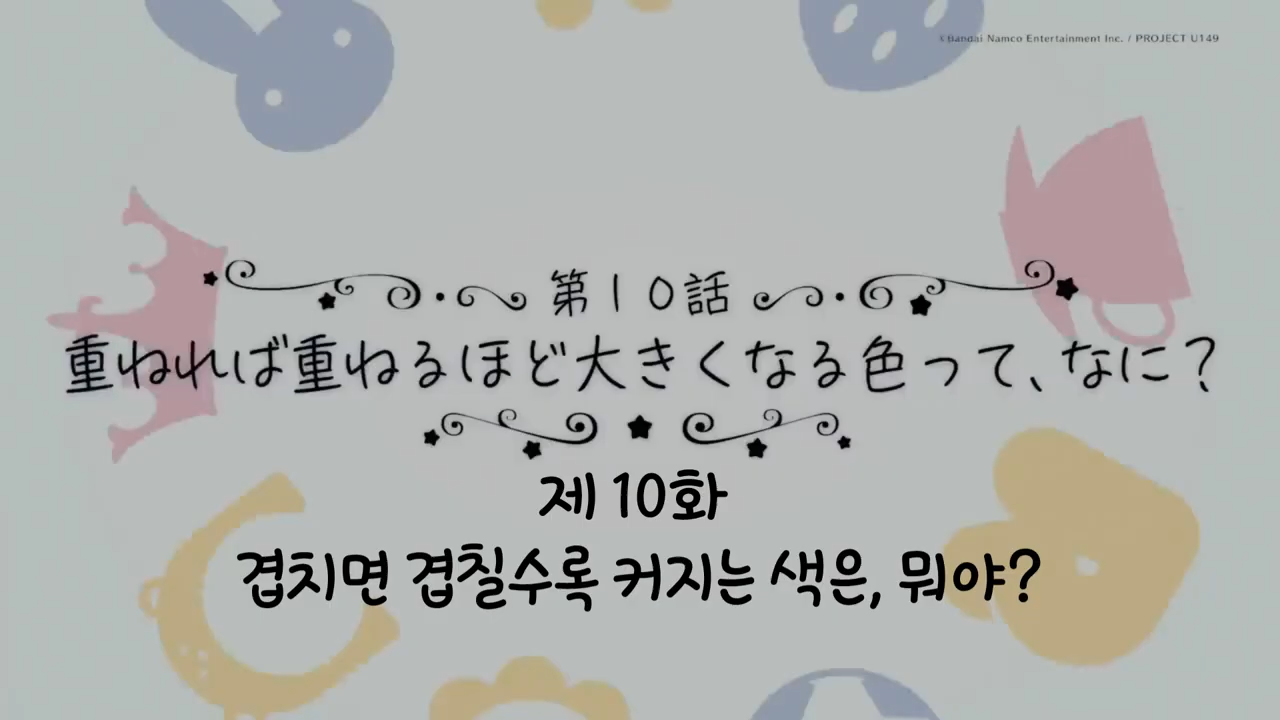 ©Bandai Namco Entertainment Inc. / PROJECT U149
第10話
重ねれば重ねるほど大きくなる色って、なに?
제 10화
겹치면 겹칠수록 커지는 색은, 뭐야?